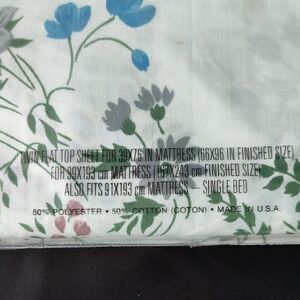 TWIN FLAT TOP SHEET FOR 39X76 IN MATTRESS (66X96 IN FINISHED SIZE)
FOR 99X193 cm MATTRESS (167X243 cm FINISHED SIZE)
ALSO FITS 91X193 cm MATTRESS — SINGLE BED
50% POLYESTER • 50% COTTON (COTON) • MADE IN U.S.A.